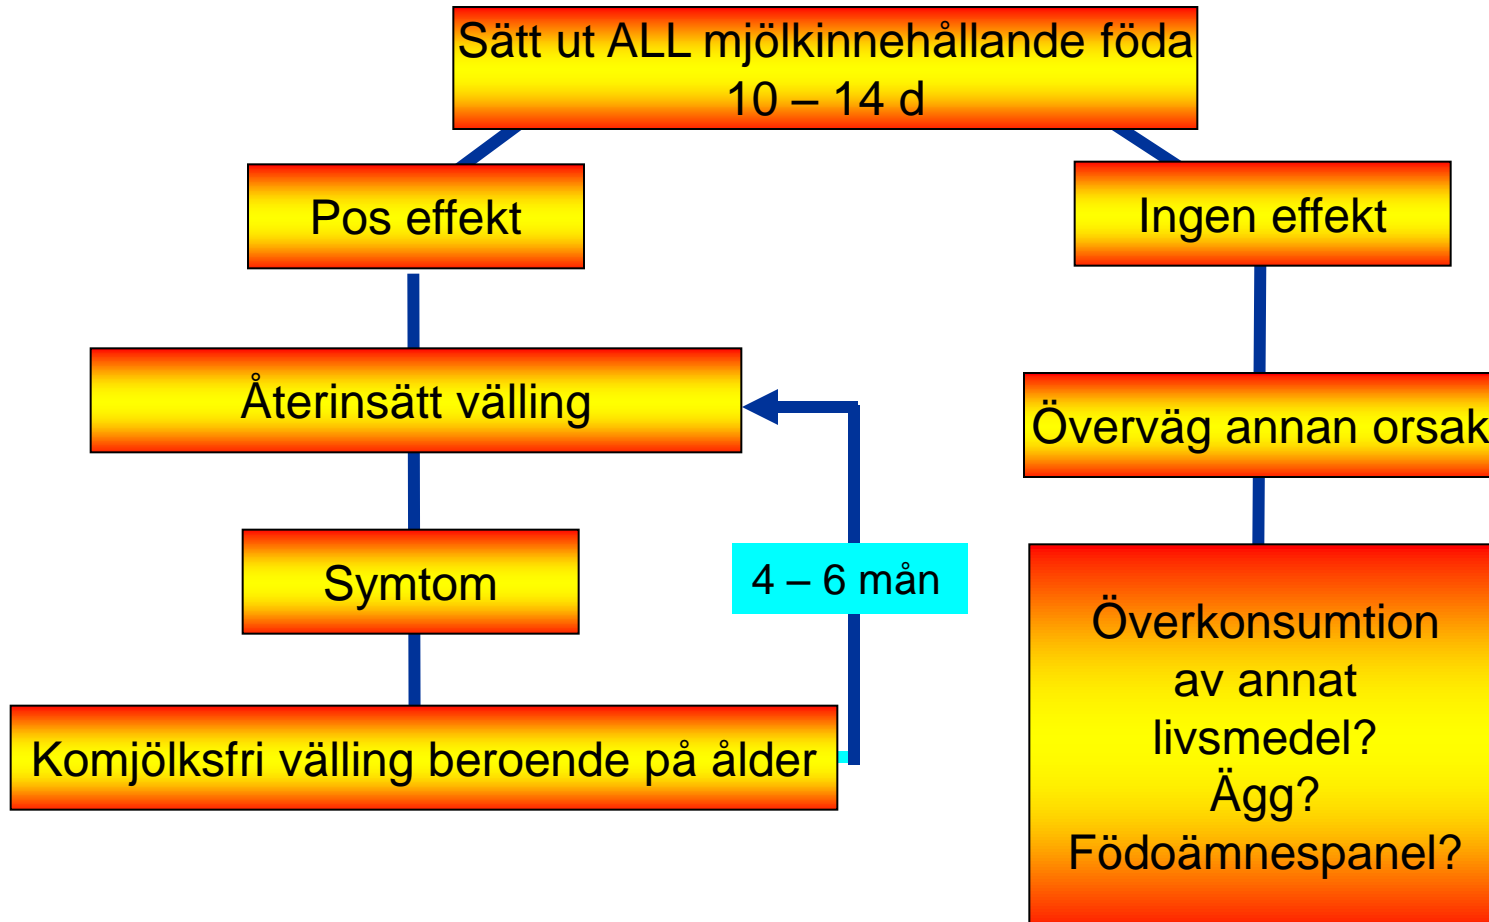 Sätt ut ALL mjölkinnehållande föda
10 – 14 d
Pos effekt
Ingen effekt
Återinsätt välling
Överväg annan orsak
Symtom
4 – 6 mån
Komjölksfri välling beroende på ålder
Överkonsumtion
av annat
livsmedel?
Ägg?
Födoämnespanel?